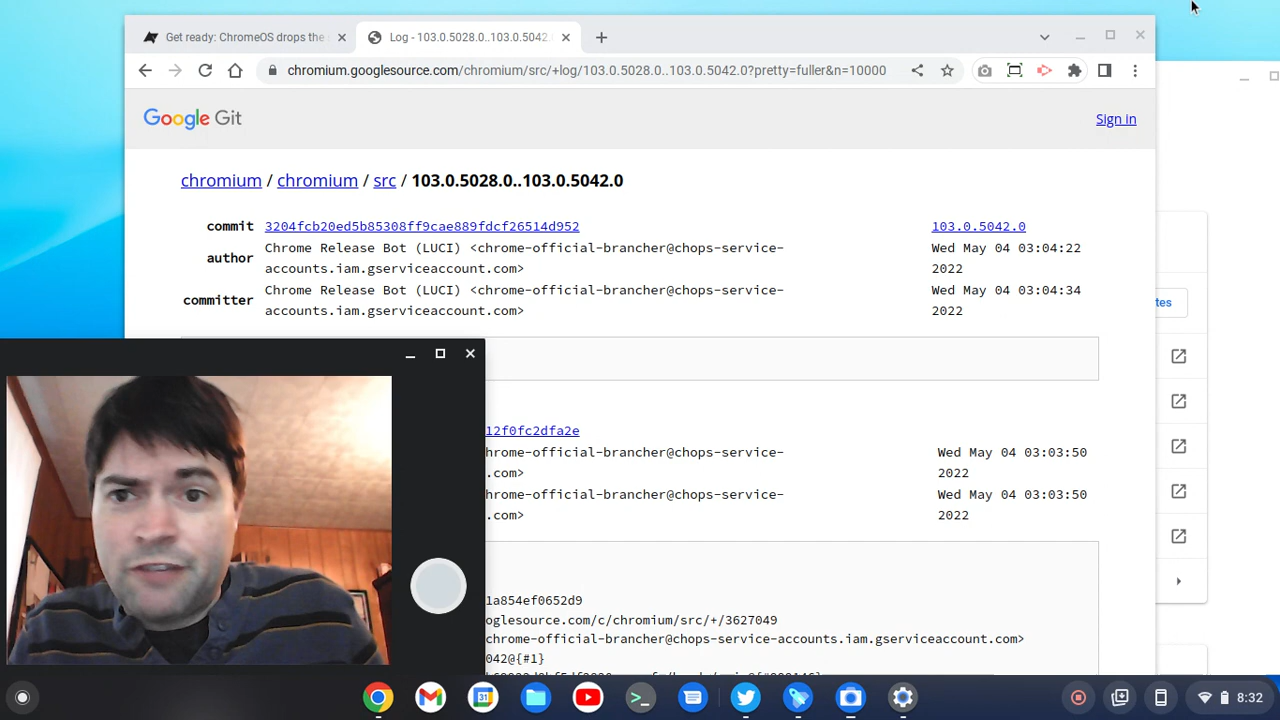 Get ready: ChromeOS drops the
Log - 103.0.5028.0..103.0.5042.
chromium.googlesource.com/chromium/src/+log/103.0.5028.0..103.0.5042.0?pretty=fuller&n=10000
Google Git
Sign in
chromium / chromium / src / 103.0.5028.0..103.0.5042.0
commit 3204fcb20ed5b85308ff9cae889fdcf26514d952 103.0.5042.0
author Chrome Release Bot (LUCI) <chrome-official-brancher@chops-service-accounts.iam.gserviceaccount.com> Wed May 04 03:04:22 2022
committer Chrome Release Bot (LUCI) <chrome-official-brancher@chops-service-accounts.iam.gserviceaccount.com> Wed May 04 03:04:34 2022
tes
12f0fc2dfa2e
hrome-official-brancher@chops-service-
.com> Wed May 04 03:03:50 2022
hrome-official-brancher@chops-service-
.com> Wed May 04 03:03:50 2022
1a854ef0652d9
oglesource.com/c/chromium/src/+/3627049
chrome-official-brancher@chops-service-accounts.iam.gserviceaccount.com>
042@{#1}
31
>_
8:32